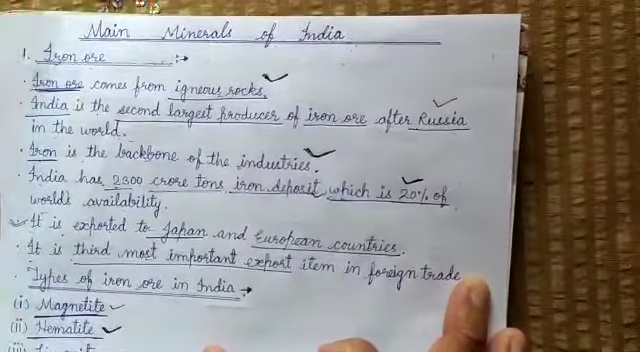 Main Minerals of India
1. Iron ore :→
· Iron ore comes from igneous rocks.
· India is the second largest producer of iron ore after Russia
in the world.
· Iron is the backbone of the industries.
· India has 2300 crore tons iron deposit, which is 20% of
world's availability.
· It is exported to Japan and European countries.
· It is third most important export item in foreign trade
· Types of iron ore in India →
(i) Magnetite
(ii) Hematite
(iii)